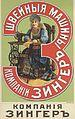 ШВЕЙНЫЯ МАШИНЫ
КОМПАНІИ ЗИНГЕРЪ
КОМПАНІЯ
ЗИНГЕРЪ